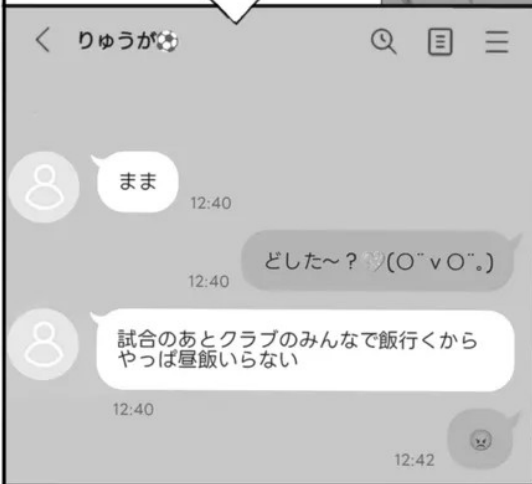 りゅうが⚽
まま
12:40
どした〜？🤍(○¨ v ○¨｡)
12:40
試合のあとクラブのみんなで飯行くから
やっぱ昼飯いらない
12:40
😡
12:42